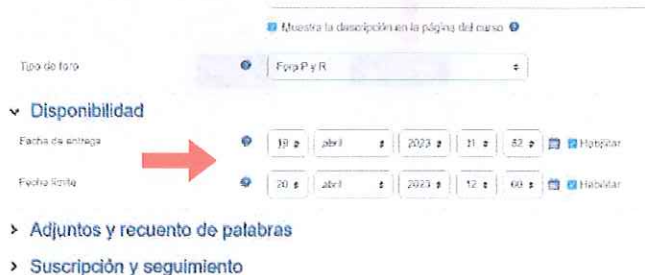 Muestra la descripción en la página del curso
Tipo de foro Foro P y R
Disponibilidad
Fecha de entrega abril 2023 11 Habilitar
Fecha límite 20 abril 2023 12 Habilitar
Adjuntos y recuento de palabras
Suscripción y seguimiento